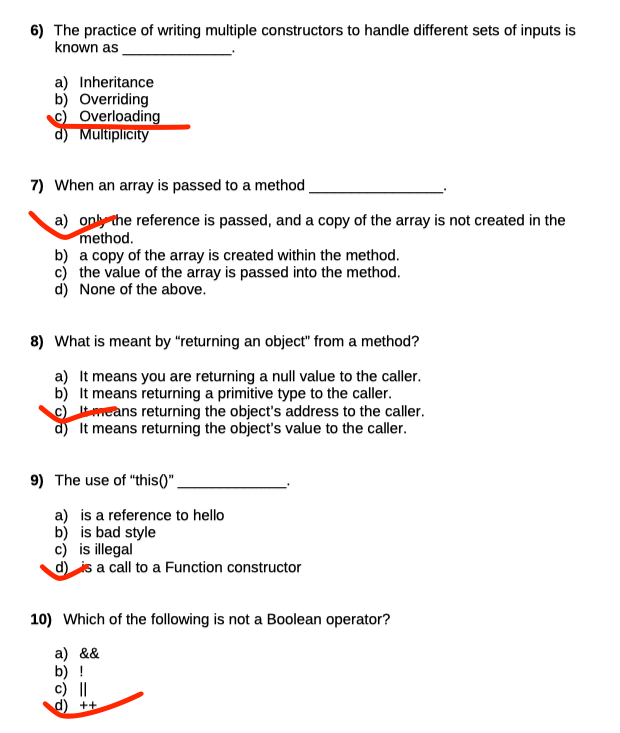 6) The practice of writing multiple constructors to handle different sets of inputs is
known as _____________.
a) Inheritance
b) Overriding
c) Overloading
d) Multiplicity
7) When an array is passed to a method ________________.
a) only the reference is passed, and a copy of the array is not created in the
method.
b) a copy of the array is created within the method.
c) the value of the array is passed into the method.
d) None of the above.
8) What is meant by “returning an object” from a method?
a) It means you are returning a null value to the caller.
b) It means returning a primitive type to the caller.
c) It means returning the object's address to the caller.
d) It means returning the object's value to the caller.
9) The use of “this()” _____________.
a) is a reference to hello
b) is bad style
c) is illegal
d) is a call to a Function constructor
10) Which of the following is not a Boolean operator?
a) &&
b) !
c) ||
d) ++